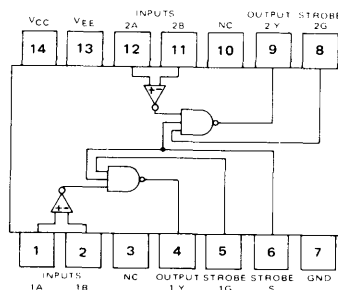 INPUTS OUTPUT STROBE
VCC VEE 2A 2B NC 2Y 2G
14 13 12 11 10 9 8
+ -
+ -
1 2 3 4 5 6 7
INPUTS NC OUTPUT STROBE STROBE GND
1A 1B 1Y 1G S